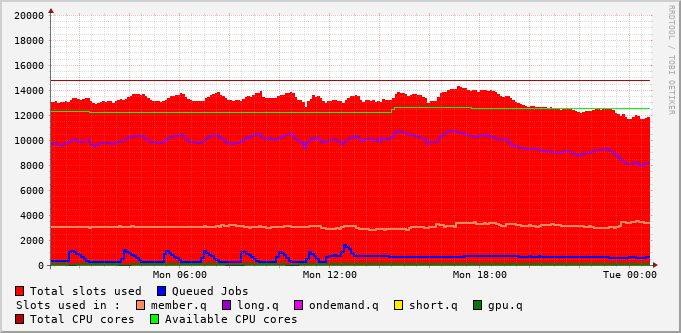 RRDTOOL / TOBI OETIKER
20000
18000
16000
14000
12000
10000
8000
6000
4000
2000
0
Mon 06:00 Mon 12:00 Mon 18:00 Tue 00:00
Total slots used Queued Jobs
Slots used in : member.q long.q ondemand.q short.q gpu.q
Total CPU cores Available CPU cores